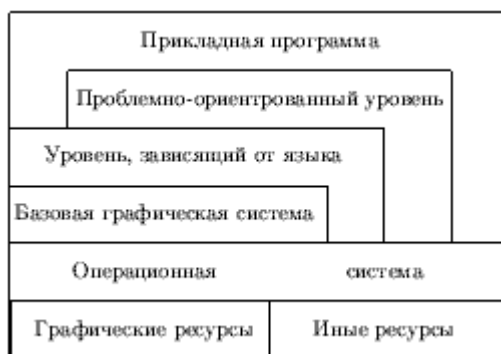 Прикладная программа
Проблемно-ориентрованный уровень
Уровень, зависящий от языка
Базовая графическая система
Операционная система
Графические ресурсы Иные ресурсы